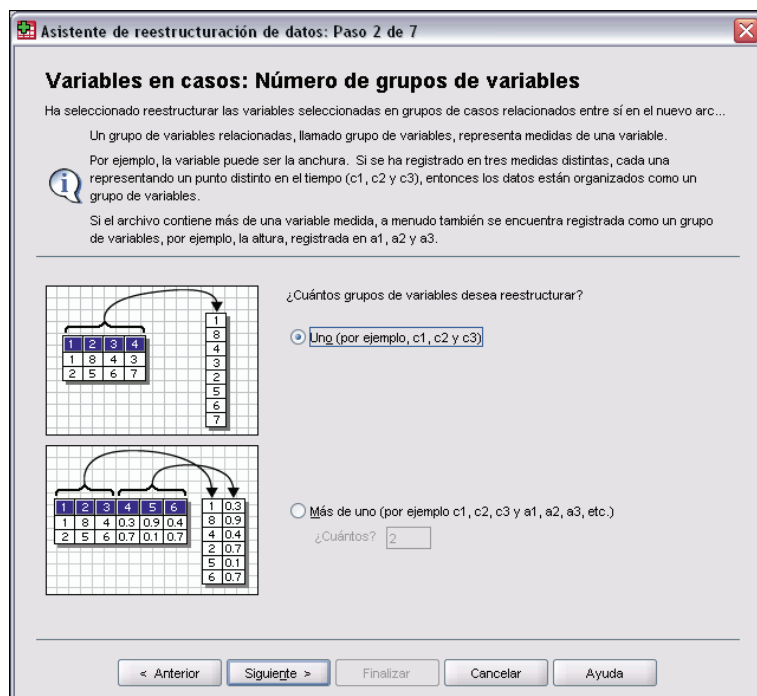 Asistente de reestructuración de datos: Paso 2 de 7
Variables en casos: Número de grupos de variables
Ha seleccionado reestructurar las variables seleccionadas en grupos de casos relacionados entre sí en el nuevo arc...
Un grupo de variables relacionadas, llamado grupo de variables, representa medidas de una variable.
Por ejemplo, la variable puede ser la anchura. Si se ha registrado en tres medidas distintas, cada una
representando un punto distinto en el tiempo (c1, c2 y c3), entonces los datos están organizados como un
grupo de variables.
Si el archivo contiene más de una variable medida, a menudo también se encuentra registrada como un grupo
de variables, por ejemplo, la altura, registrada en a1, a2 y a3.
¿Cuántos grupos de variables desea reestructurar?
Uno (por ejemplo, c1, c2 y c3)
1 2 3 4
1 8 4 3
2 5 6 7
1
8
4
3
2
5
6
7
Más de uno (por ejemplo c1, c2, c3 y a1, a2, a3, etc.)
¿Cuántos? 2
1 2 3 4 5 6
1 8 4 0.3 0.9 0.4
2 5 6 0.7 0.1 0.7
1 0.3
8 0.9
4 0.4
2 0.7
5 0.1
6 0.7
< Anterior
Siguiente >
Finalizar
Cancelar
Ayuda